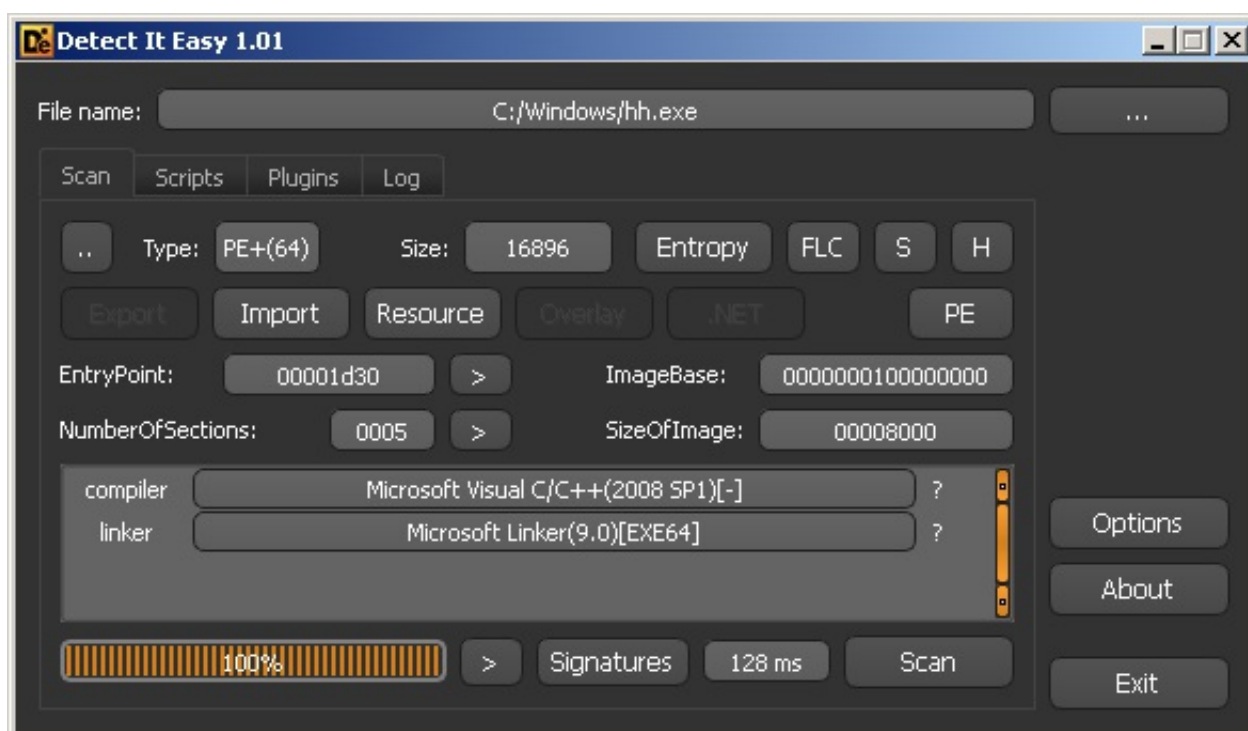 Detect It Easy 1.01
File name: C:/Windows/hh.exe ...
Scan Scripts Plugins Log
.. Type: PE+(64) Size: 16896 Entropy FLC S H
Export Import Resource Overlay .NET PE
EntryPoint: 00001d30 > ImageBase: 0000000100000000
NumberOfSections: 0005 > SizeOfImage: 00008000
compiler Microsoft Visual C/C++(2008 SP1)[-] ?
linker Microsoft Linker(9.0)[EXE64] ?
Options
About
100% > Signatures 128 ms Scan
Exit